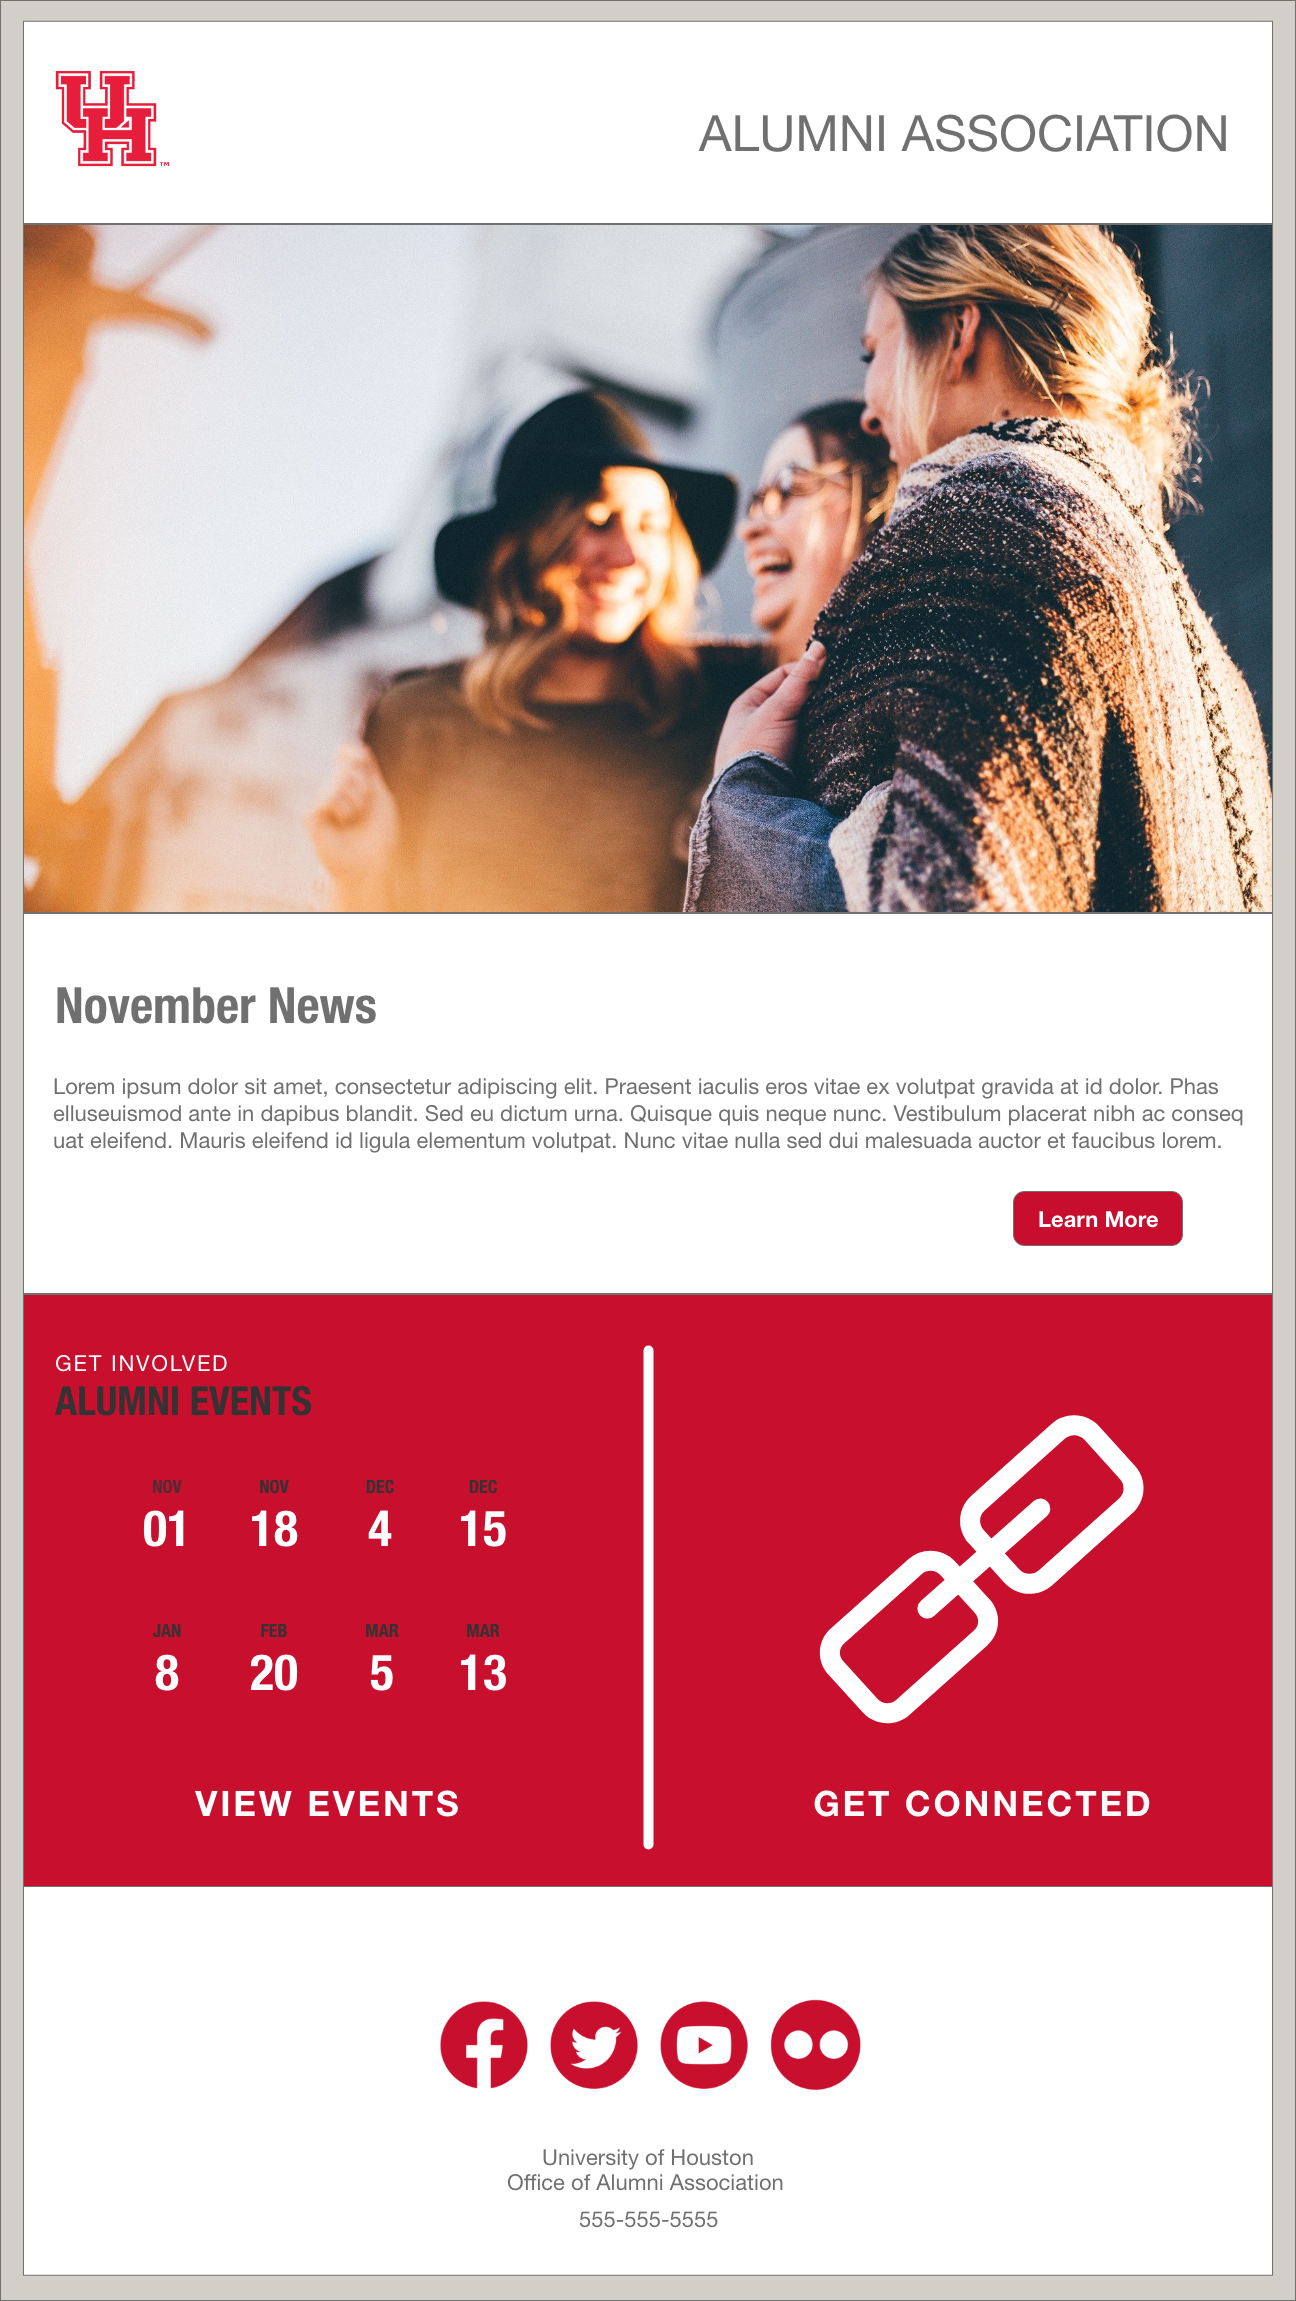 UH™
ALUMNI ASSOCIATION
November News
Lorem ipsum dolor sit amet, consectetur adipiscing elit. Praesent iaculis eros vitae ex volutpat gravida at id dolor. Phas
elluseuismod ante in dapibus blandit. Sed eu dictum urna. Quisque quis neque nunc. Vestibulum placerat nibh ac conseq
uat eleifend. Mauris eleifend id ligula elementum volutpat. Nunc vitae nulla sed dui malesuada auctor et faucibus lorem.
Learn More
GET INVOLVED
ALUMNI EVENTS
NOV NOV DEC DEC
01 18 4 15
JAN FEB MAR MAR
8 20 5 13
VIEW EVENTS
GET CONNECTED
University of Houston
Office of Alumni Association
555-555-5555